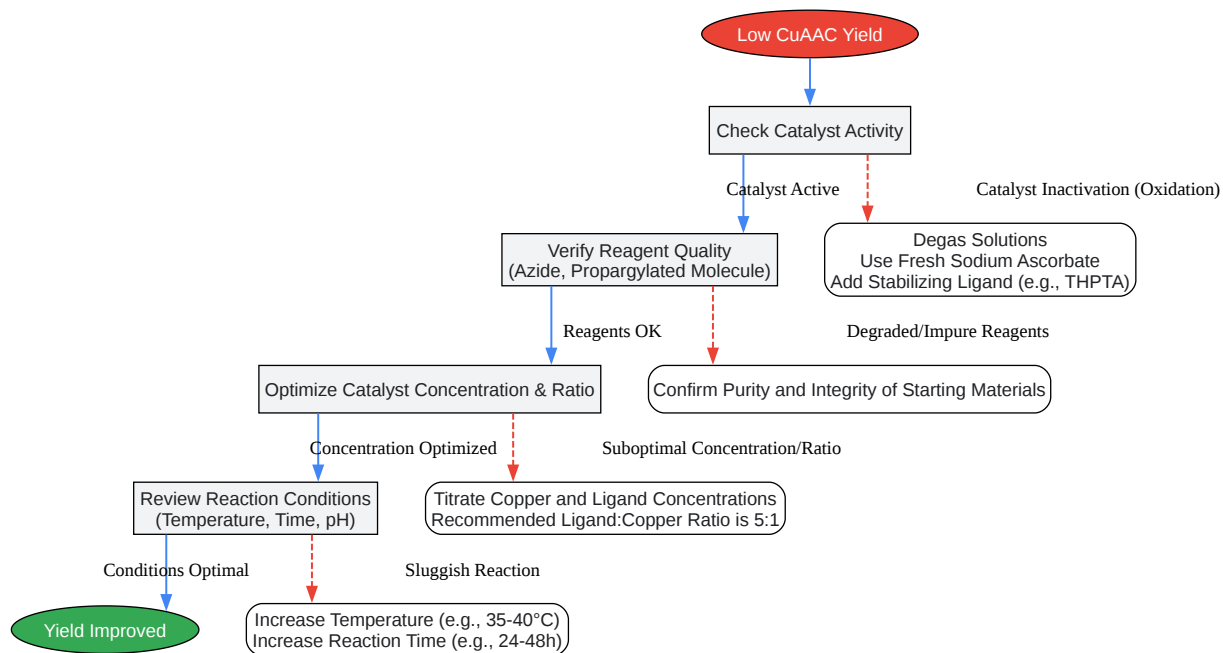 Low CuAAC Yield
Check Catalyst Activity
Catalyst Active
Catalyst Inactivation (Oxidation)
Verify Reagent Quality
(Azide, Propargylated Molecule)
Degas Solutions
Use Fresh Sodium Ascorbate
Add Stabilizing Ligand (e.g., THPTA)
Reagents OK
Degraded/Impure Reagents
Optimize Catalyst Concentration & Ratio
Confirm Purity and Integrity of Starting Materials
Concentration Optimized
Suboptimal Concentration/Ratio
Review Reaction Conditions
(Temperature, Time, pH)
Titrate Copper and Ligand Concentrations
Recommended Ligand:Copper Ratio is 5:1
Conditions Optimal
Sluggish Reaction
Yield Improved
Increase Temperature (e.g., 35-40°C)
Increase Reaction Time (e.g., 24-48h)